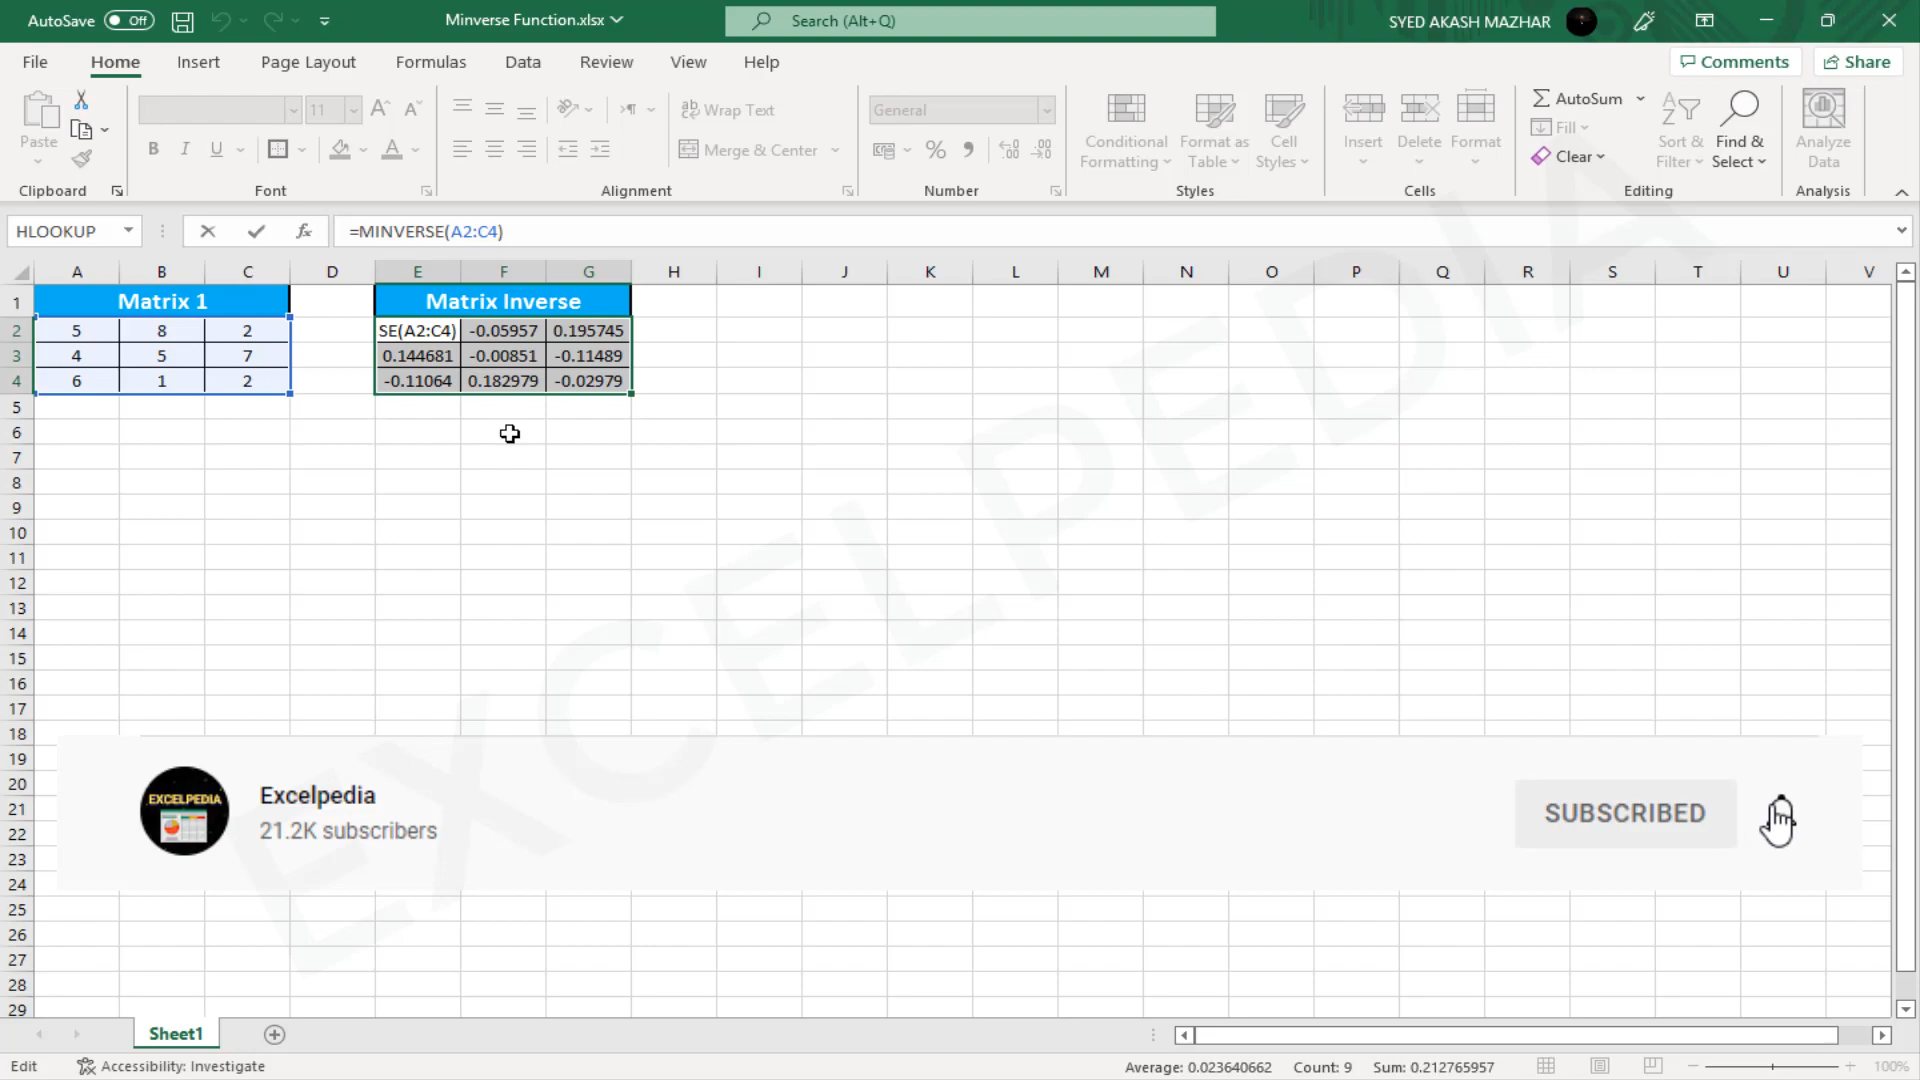 AutoSave Off Minverse Function.xlsx Search (Alt+Q) SYED AKASH MAZHAR
File Home Insert Page Layout Formulas Data Review View Help Comments Share
Paste
11
B I U A
Wrap Text
Merge & Center
General
% ,
Conditional Formatting
Format as Table
Cell Styles
Insert Delete Format
AutoSum
Fill
Clear
Sort & Filter
Find & Select
Analyze Data
Clipboard Font Alignment Number Styles Cells Editing Analysis
HLOOKUP fx =MINVERSE(A2:C4)
A B C D E F G H I J K L M N O P Q R S T U V
1 Matrix 1 Matrix Inverse
2 5 8 2 SE(A2:C4) -0.05957 0.195745
3 4 5 7 0.144681 -0.00851 -0.11489
4 6 1 2 -0.11064 0.182979 -0.02979
5
6
7
8
9
10
11
12
13
14
15
16
17
18
19
20
21
22
23
24
25
26
27
28
29
EXCELPEDIA
EXCELPEDIA
Excelpedia
21.2K subscribers
SUBSCRIBED
Sheet1
Edit Accessibility: Investigate Average: 0.023640662 Count: 9 Sum: 0.212765957 100%